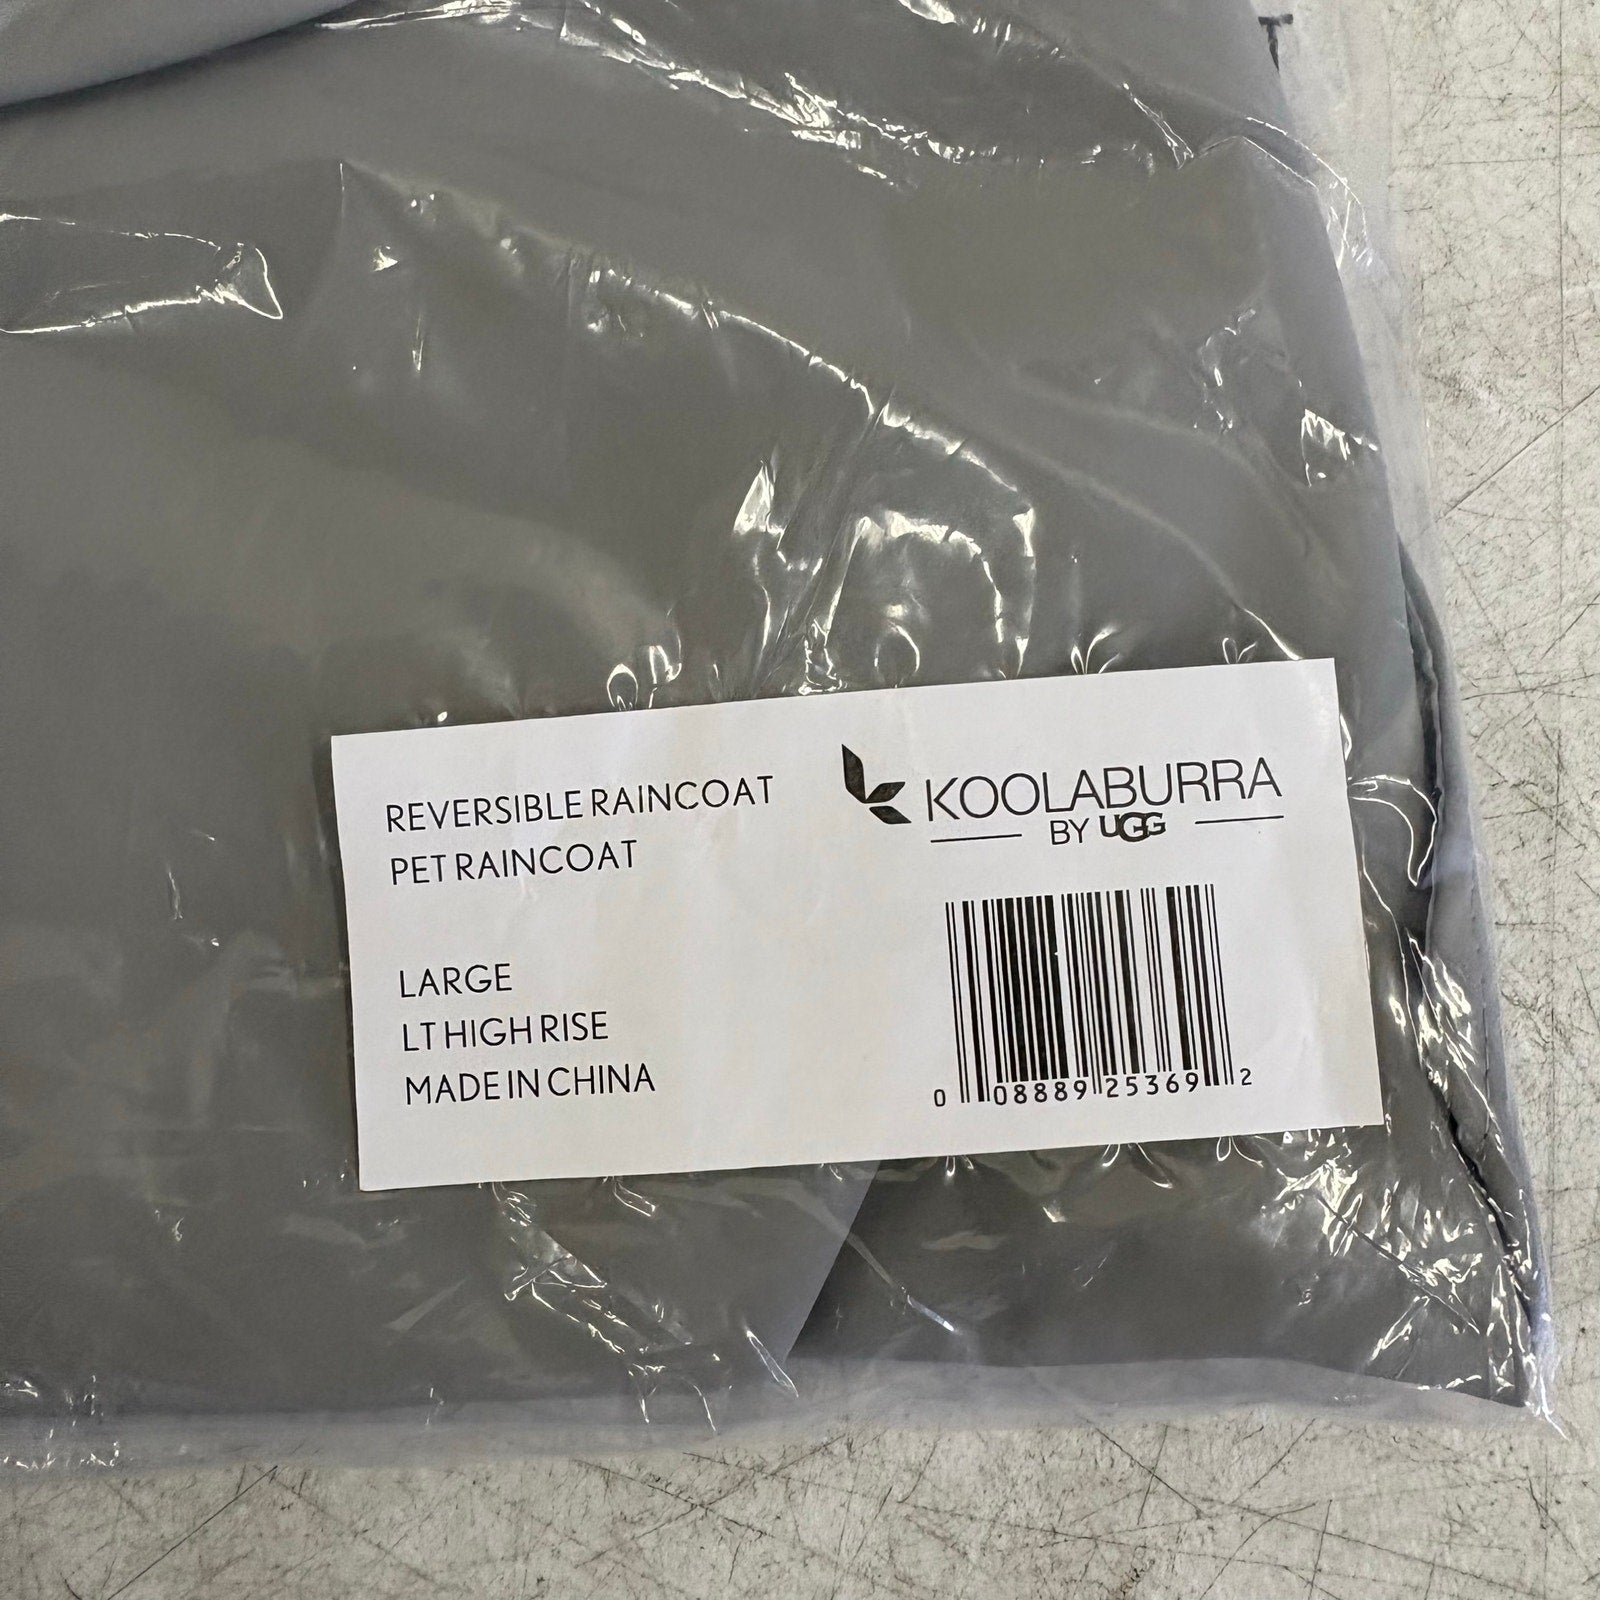 REVERSIBLE RAINCOAT
PET RAINCOAT
LARGE
LT HIGH RISE
MADE IN CHINA
KOOLABURRA
BY UGG
0 08889 25369 2